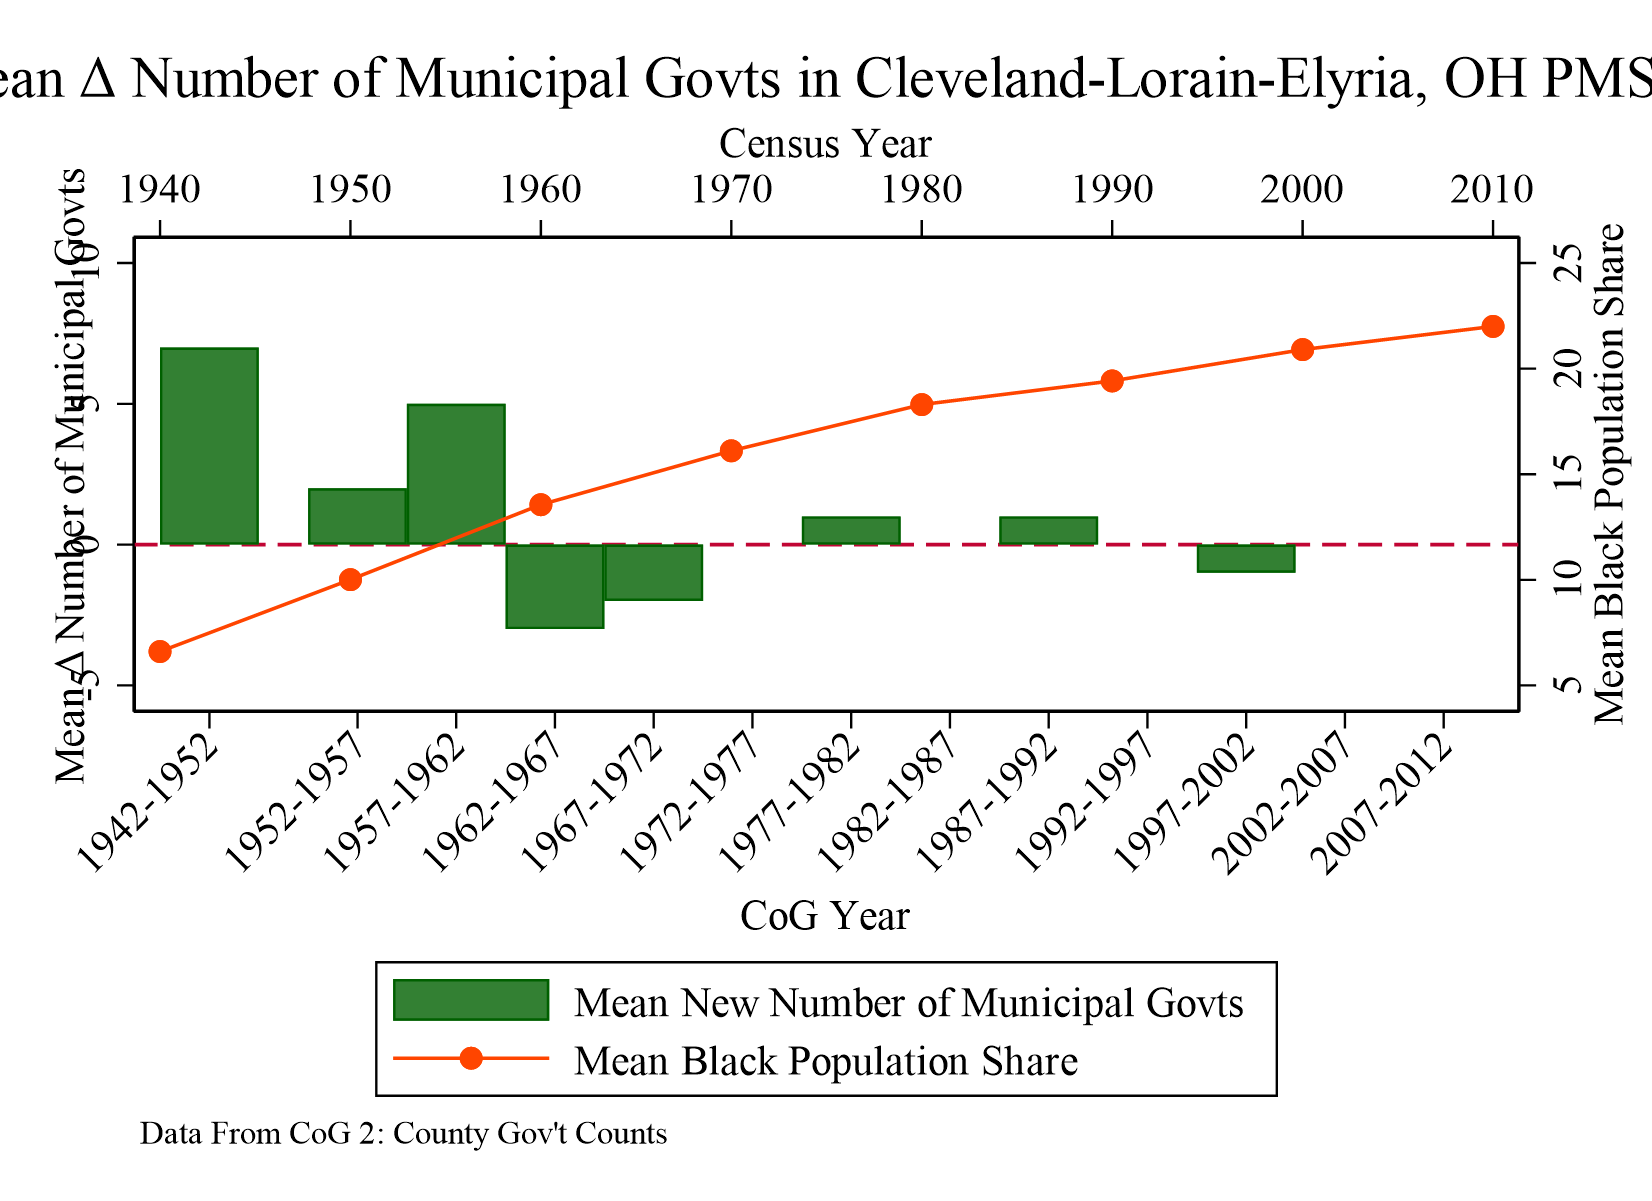 ean Δ Number of Municipal Govts in Cleveland-Lorain-Elyria, OH PMS
Census Year
1940 1950 1960 1970 1980 1990 2000 2010
Mean Δ Number of Municipal Govts
10
5
0
-5
25
20
15
10
5
Mean Black Population Share
1942-1952 1952-1957 1957-1962 1962-1967 1967-1972 1972-1977 1977-1982 1982-1987 1987-1992 1992-1997 1997-2002 2002-2007 2007-2012
CoG Year
Mean New Number of Municipal Govts
Mean Black Population Share
Data From CoG 2: County Gov't Counts